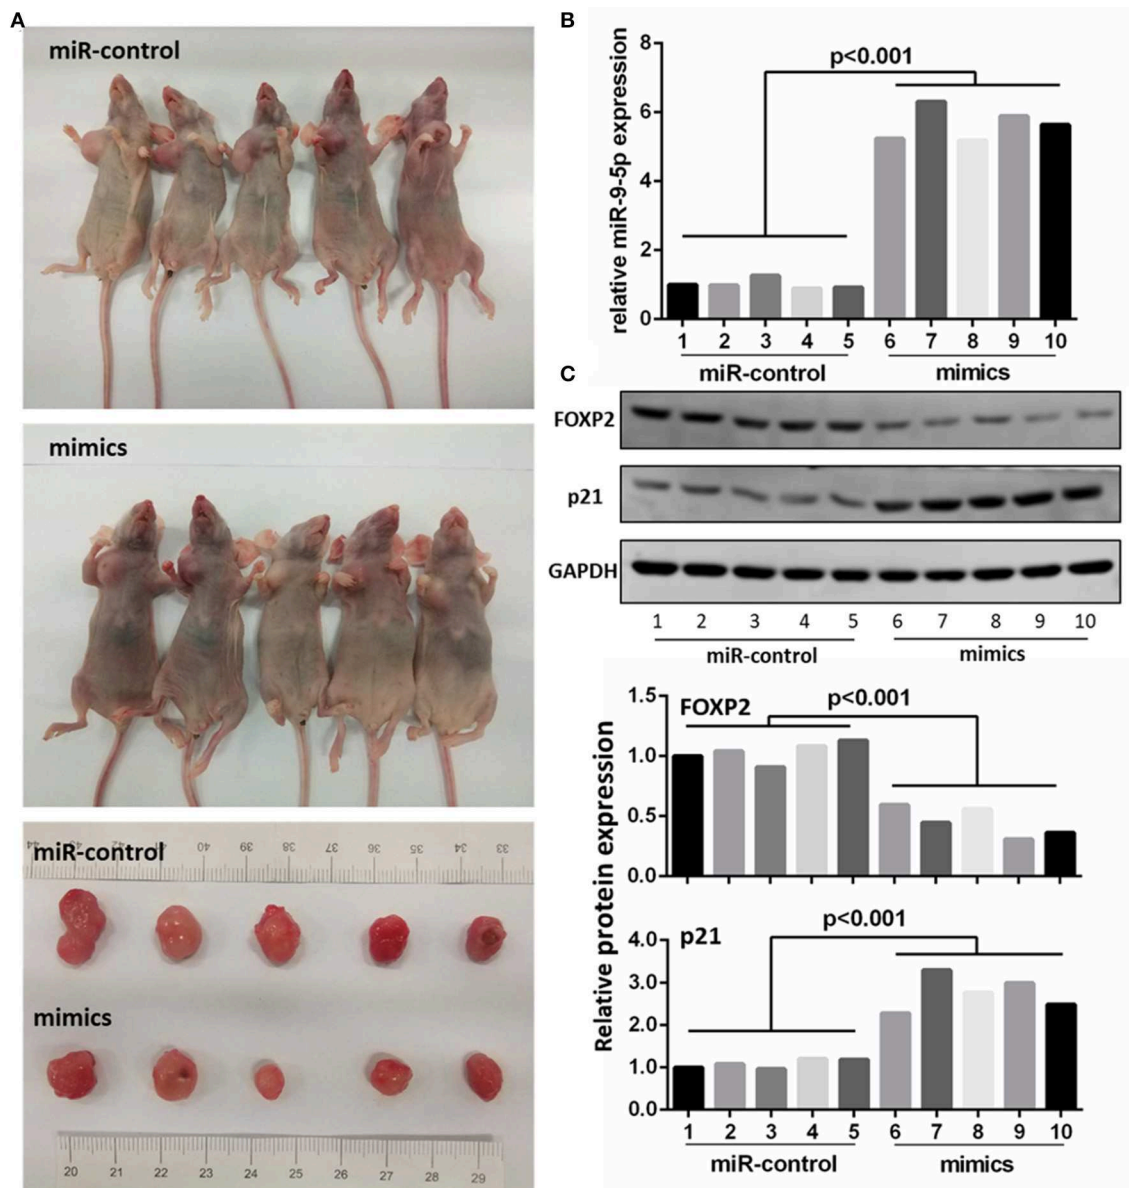 A
miR-control
mimics
miR-control
44 43 42 41 40 39 38 37 36 35 34 33
mimics
20 21 22 23 24 25 26 27 28 29
B
relative miR-9-5p expression
8
6
4
2
0
p<0.001
1 2 3 4 5 6 7 8 9 10
miR-control mimics
C
FOXP2
p21
GAPDH
1 2 3 4 5 6 7 8 9 10
miR-control mimics
Relative protein expression
1.5
1.0
0.5
0.0
FOXP2
p<0.001
4.0
3.0
2.0
1.0
0.0
p21
p<0.001
1 2 3 4 5 6 7 8 9 10
miR-control mimics